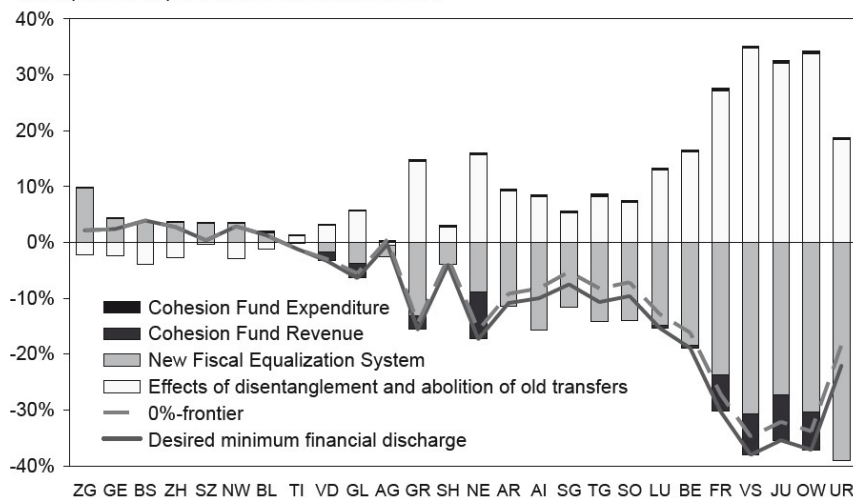 40%
30%
20%
10%
0%
-10%
-20%
-30%
-40%
Cohesion Fund Expenditure
Cohesion Fund Revenue
New Fiscal Equalization System
Effects of disentanglement and abolition of old transfers
0%-frontier
Desired minimum financial discharge
ZG GE BS ZH SZ NW BL TI VD GL AG GR SH NE AR AI SG TG SO LU BE FR VS JU OW UR